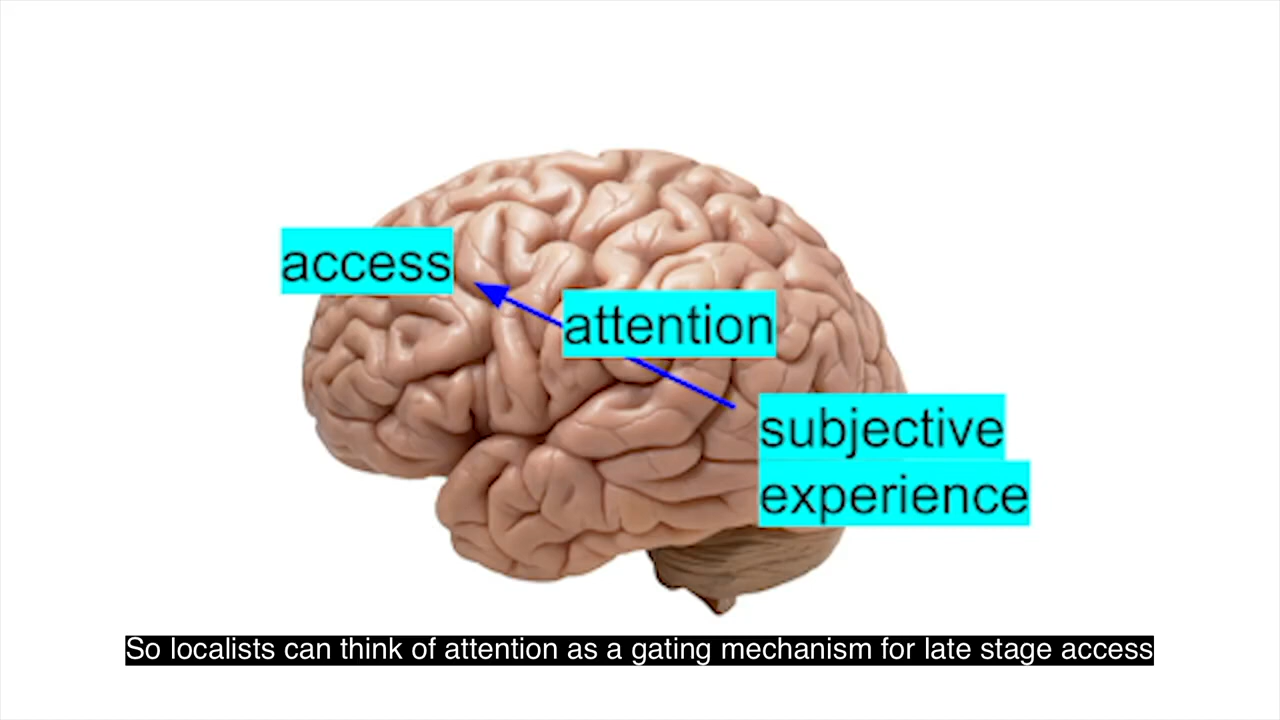 access
attention
subjective
experience
So localists can think of attention as a gating mechanism for late stage access